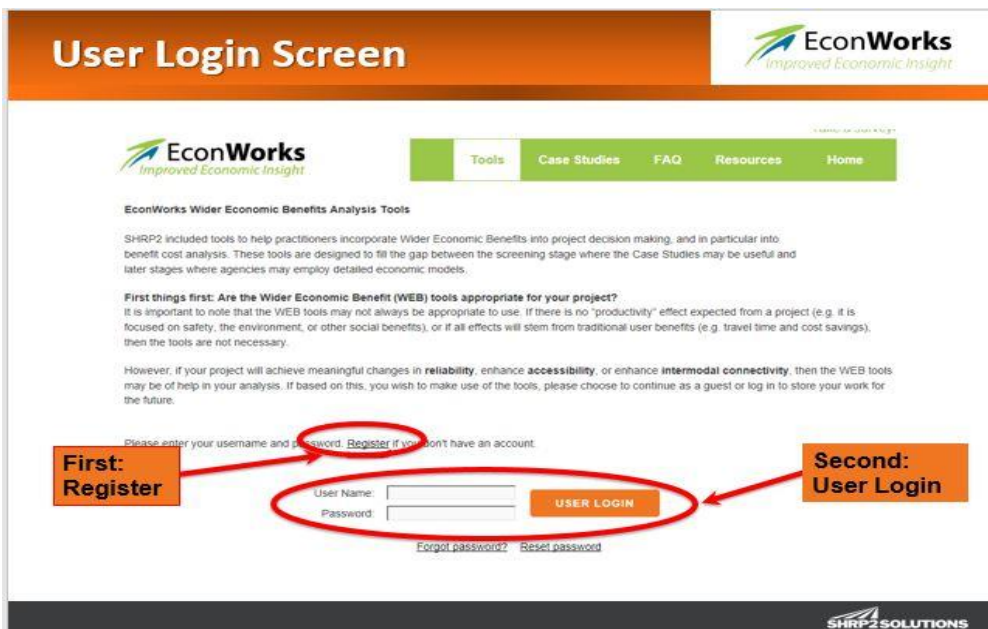 User Login Screen
EconWorks
Improved Economic Insight
EconWorks
Improved Economic Insight
Tools Case Studies FAQ Resources Home
EconWorks Wider Economic Benefits Analysis Tools
SHRP2 included tools to help practitioners incorporate Wider Economic Benefits into project decision making, and in particular into
benefit cost analysis. These tools are designed to fill the gap between the screening stage where the Case Studies may be useful and
later stages where agencies may employ detailed economic models.
First things first: Are the Wider Economic Benefit (WEB) tools appropriate for your project?
It is important to note that the WEB tools may not always be appropriate to use. If there is no "productivity" effect expected from a project (e.g. it is
focused on safety, the environment, or other social benefits), or if all effects will stem from traditional user benefits (e.g. travel time and cost savings),
then the tools are not necessary.
However, if your project will achieve meaningful changes in reliability, enhance accessibility, or enhance intermodal connectivity, then the WEB tools
may be of help in your analysis. If based on this, you wish to make use of the tools, please choose to continue as a guest or log in to store your work for
the future.
Please enter your username and password. Register if you don't have an account.
First:
Register
Second:
User Login
User Name:
Password:
USER LOGIN
Forgot password? Reset password
SHRP2 SOLUTIONS